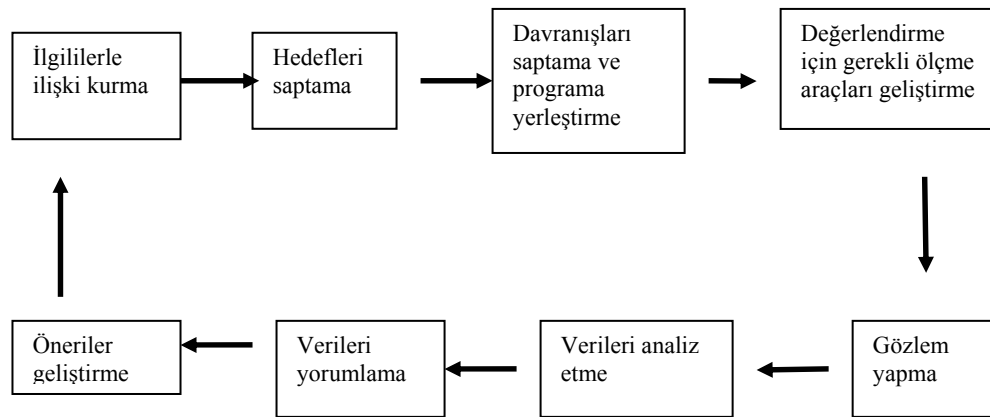 İlgililerle
ilişki kurma
Hedefleri
saptama
Davranışları
saptama ve
programa
yerleştirme
Değerlendirme
için gerekli ölçme
araçları geliştirme
Öneriler
geliştirme
Verileri
yorumlama
Verileri analiz
etme
Gözlem
yapma